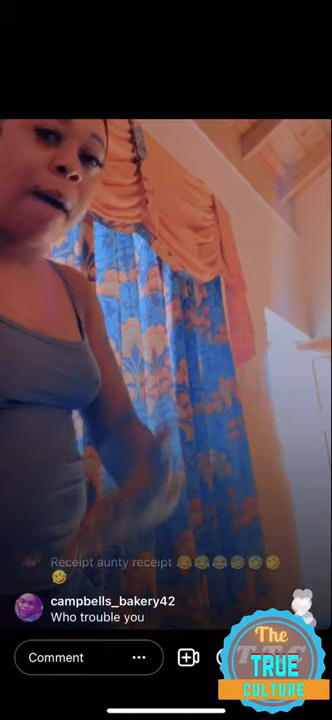 Receipt aunty receipt 😂😂😂🤣🤣🤣
🤣
campbells_bakery42
Who trouble you
Comment
The
TRUE
CULTURE